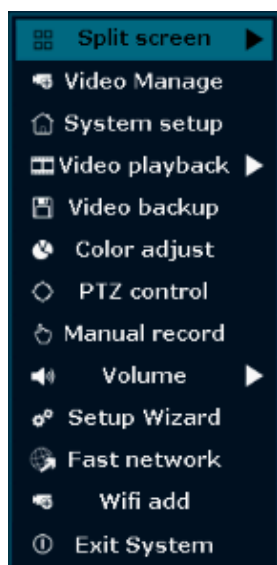 Split screen
Video Manage
System setup
Video playback
Video backup
Color adjust
PTZ control
Manual record
Volume
Setup Wizard
Fast network
Wifi add
Exit System